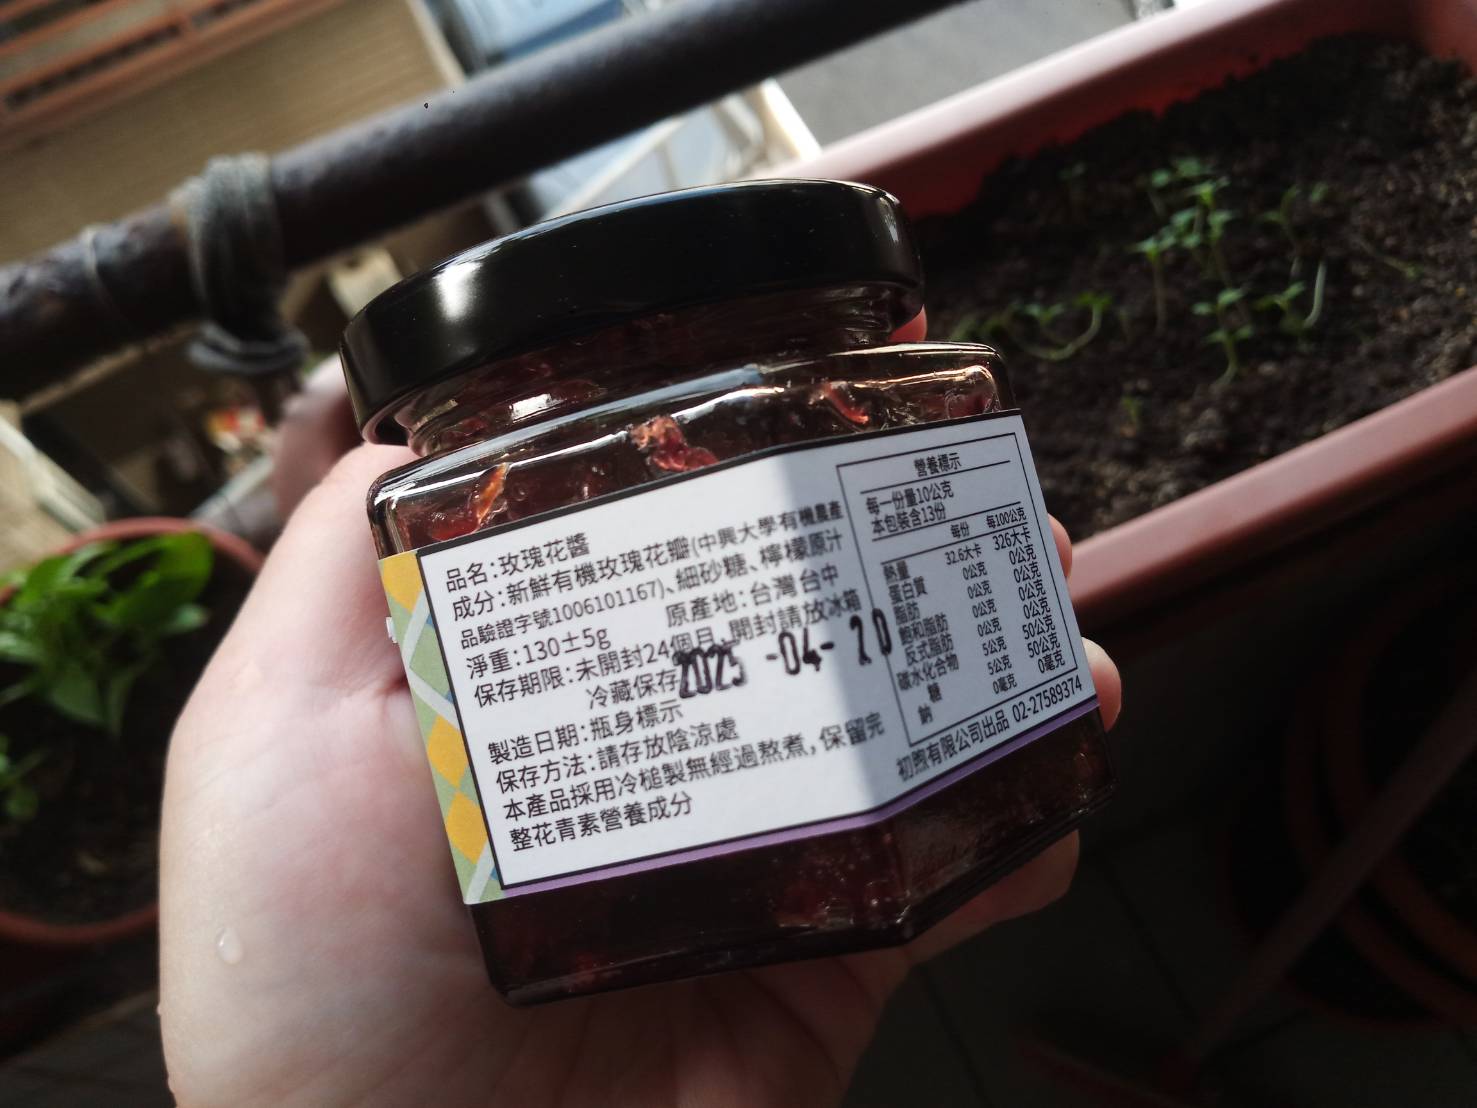 品名:玫瑰花醬
成分:新鮮有機玫瑰花瓣(中興大學有機農產
品驗證字號1006101167)、細砂糖、檸檬原汁
淨重:130±5g 原產地:台灣台中
保存期限:未開封24個月，開封請放冰箱
冷藏保存
2025 -04- 20
製造日期:瓶身標示
保存方法:請存放陰涼處
本產品採用冷槌製無經過熬煮，保留完
整花青素營養成分
營養標示
每一份量10公克
本包裝含13份
每份 每100公克
熱量 32.6大卡 326大卡
蛋白質 0公克 0公克
脂肪 0公克 0公克
飽和脂肪 0公克 0公克
反式脂肪 0公克 0公克
碳水化合物 5公克 50公克
糖 5公克 50公克
鈉 0毫克 0毫克
初煦有限公司出品 02-27589374